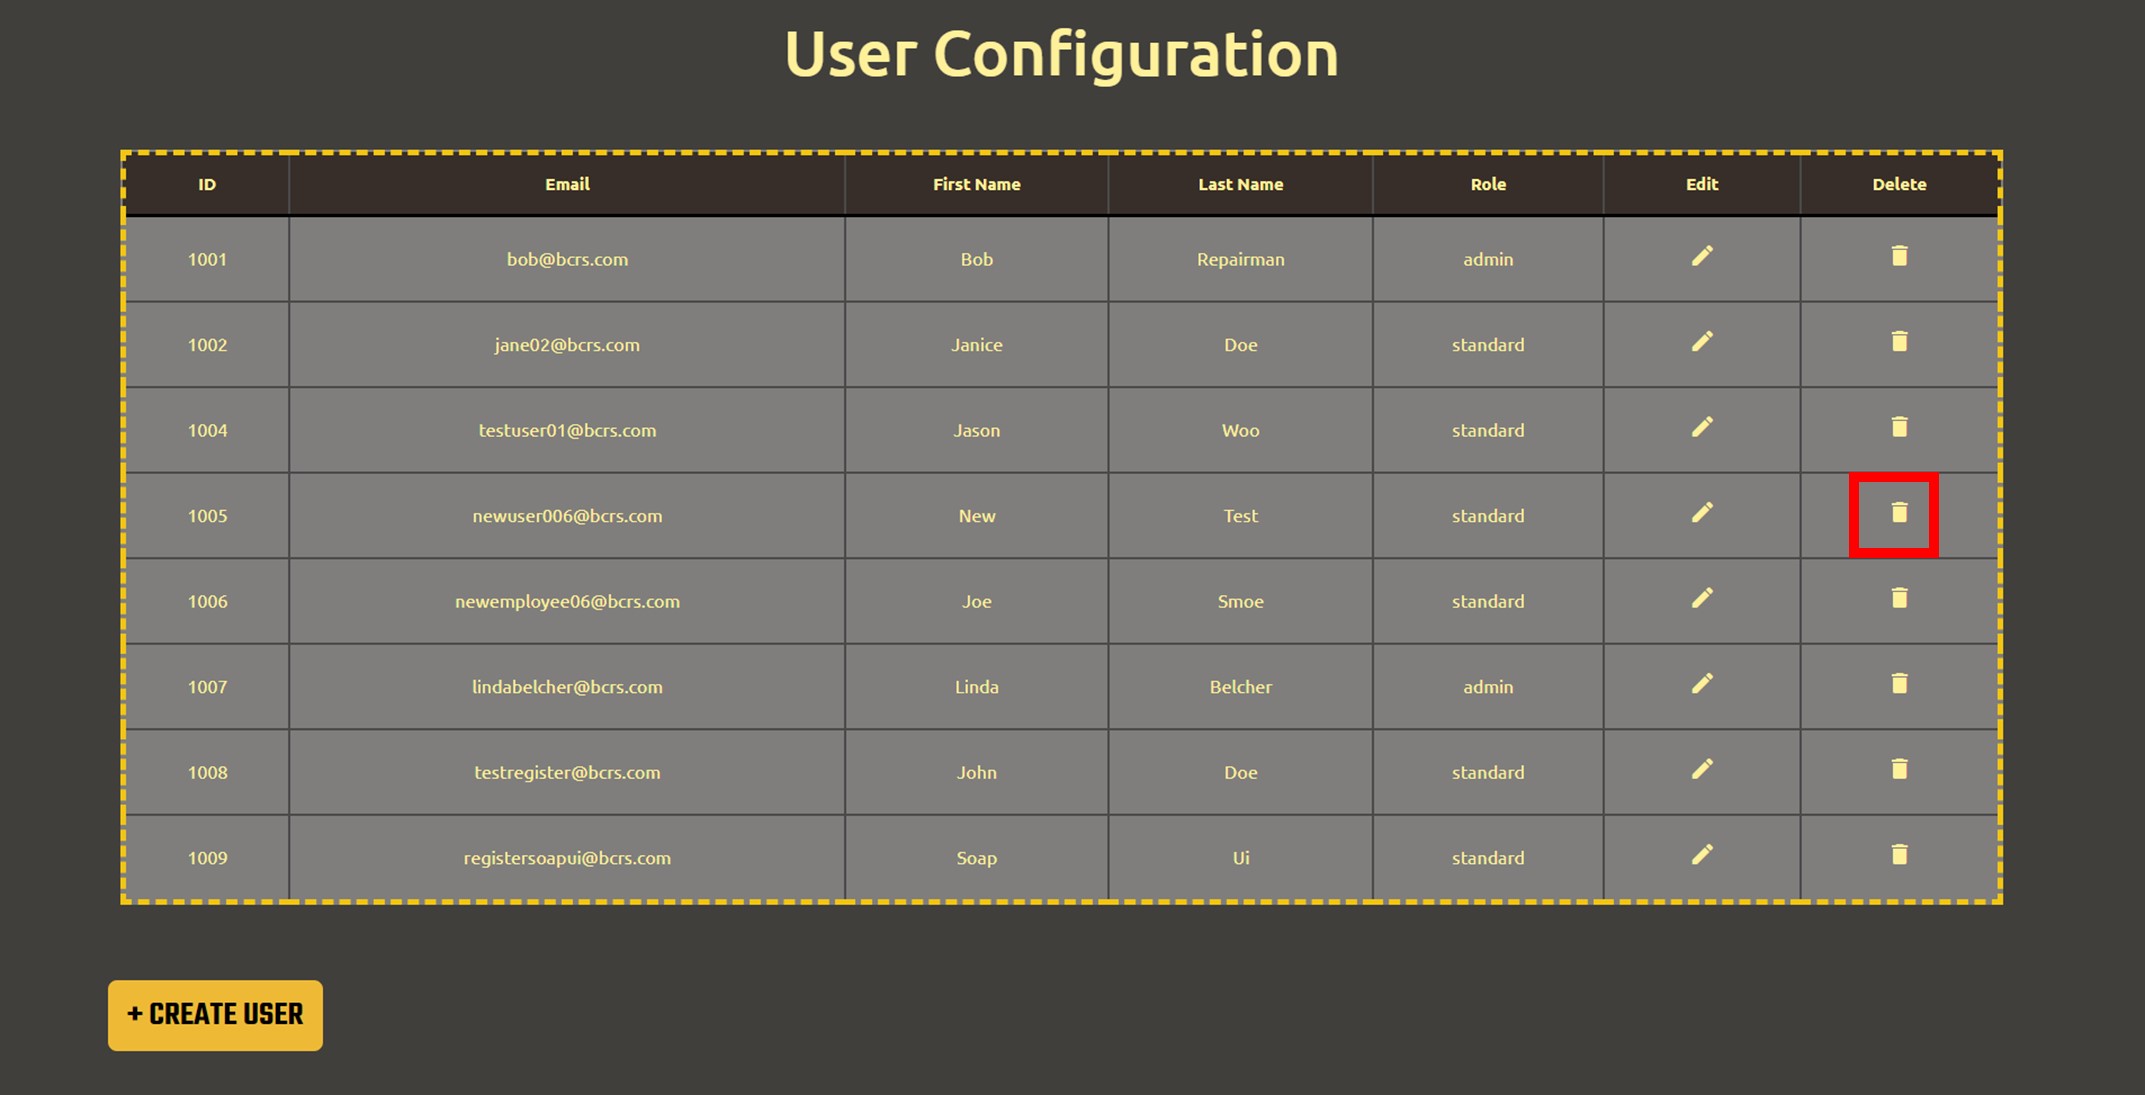 User Configuration
ID Email First Name Last Name Role Edit Delete
1001 bob@bcrs.com Bob Repairman admin
1002 jane02@bcrs.com Janice Doe standard
1004 testuser01@bcrs.com Jason Woo standard
1005 newuser006@bcrs.com New Test standard
1006 newemployee06@bcrs.com Joe Smoe standard
1007 lindabelcher@bcrs.com Linda Belcher admin
1008 testregister@bcrs.com John Doe standard
1009 registersoapui@bcrs.com Soap Ui standard
+ CREATE USER